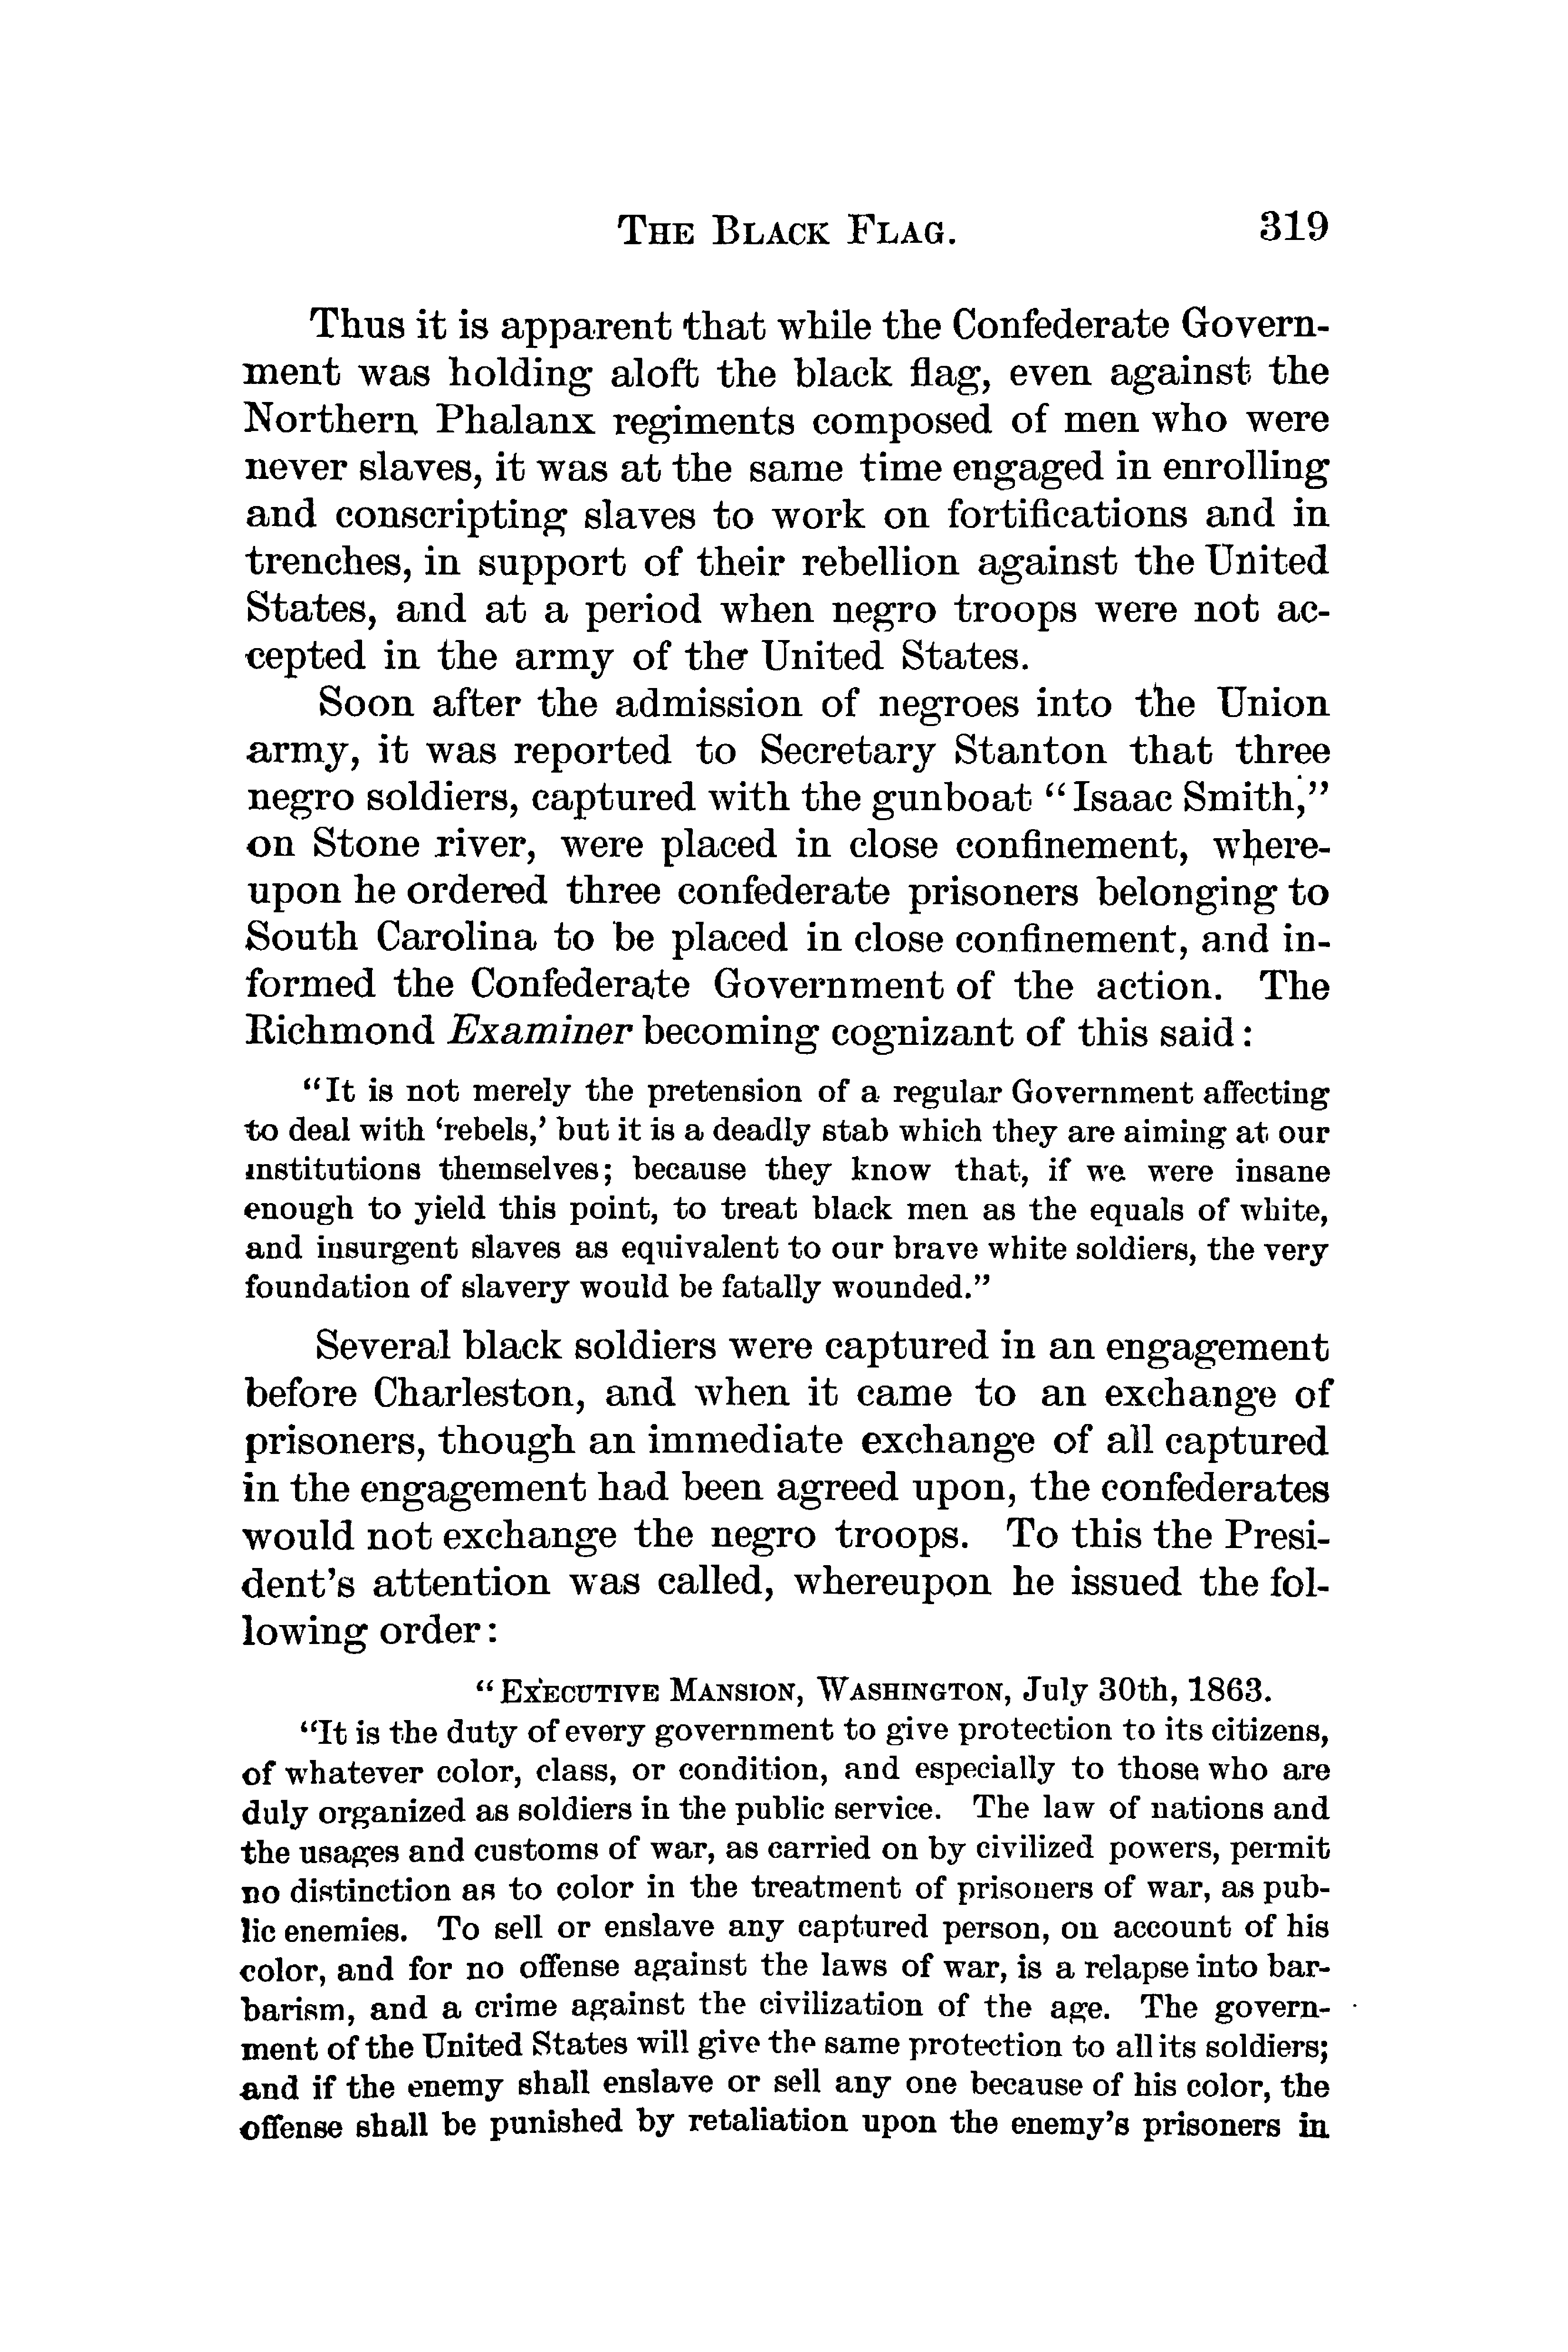 THE BLACK FLAG. 319
Thus it is apparent that while the Confederate Govern-
ment was holding aloft the black flag, even against the
Northern Phalanx regiments composed of men who were
never slaves, it was at the same time engaged in enrolling
and conscripting slaves to work on fortifications and in
trenches, in support of their rebellion against the United
States, and at a period when negro troops were not ac-
cepted in the army of the United States.
Soon after the admission of negroes into the Union
army, it was reported to Secretary Stanton that three
negro soldiers, captured with the gunboat “Isaac Smith,”
on Stone river, were placed in close confinement, where-
upon he ordered three confederate prisoners belonging to
South Carolina to be placed in close confinement, and in-
formed the Confederate Government of the action. The
Richmond Examiner becoming cognizant of this said:
“It is not merely the pretension of a regular Government affecting
to deal with ‘rebels,’ but it is a deadly stab which they are aiming at our
institutions themselves; because they know that, if we were insane
enough to yield this point, to treat black men as the equals of white,
and insurgent slaves as equivalent to our brave white soldiers, the very
foundation of slavery would be fatally wounded.”
Several black soldiers were captured in an engagement
before Charleston, and when it came to an exchange of
prisoners, though an immediate exchange of all captured
in the engagement had been agreed upon, the confederates
would not exchange the negro troops. To this the Presi-
dent’s attention was called, whereupon he issued the fol-
lowing order:
“EXECUTIVE MANSION, WASHINGTON, July 30th, 1863.
“It is the duty of every government to give protection to its citizens,
of whatever color, class, or condition, and especially to those who are
duly organized as soldiers in the public service. The law of nations and
the usages and customs of war, as carried on by civilized powers, permit
no distinction as to color in the treatment of prisoners of war, as pub-
lic enemies. To sell or enslave any captured person, on account of his
color, and for no offense against the laws of war, is a relapse into bar-
barism, and a crime against the civilization of the age. The govern-
ment of the United States will give the same protection to all its soldiers;
and if the enemy shall enslave or sell any one because of his color, the
offense shall be punished by retaliation upon the enemy’s prisoners in